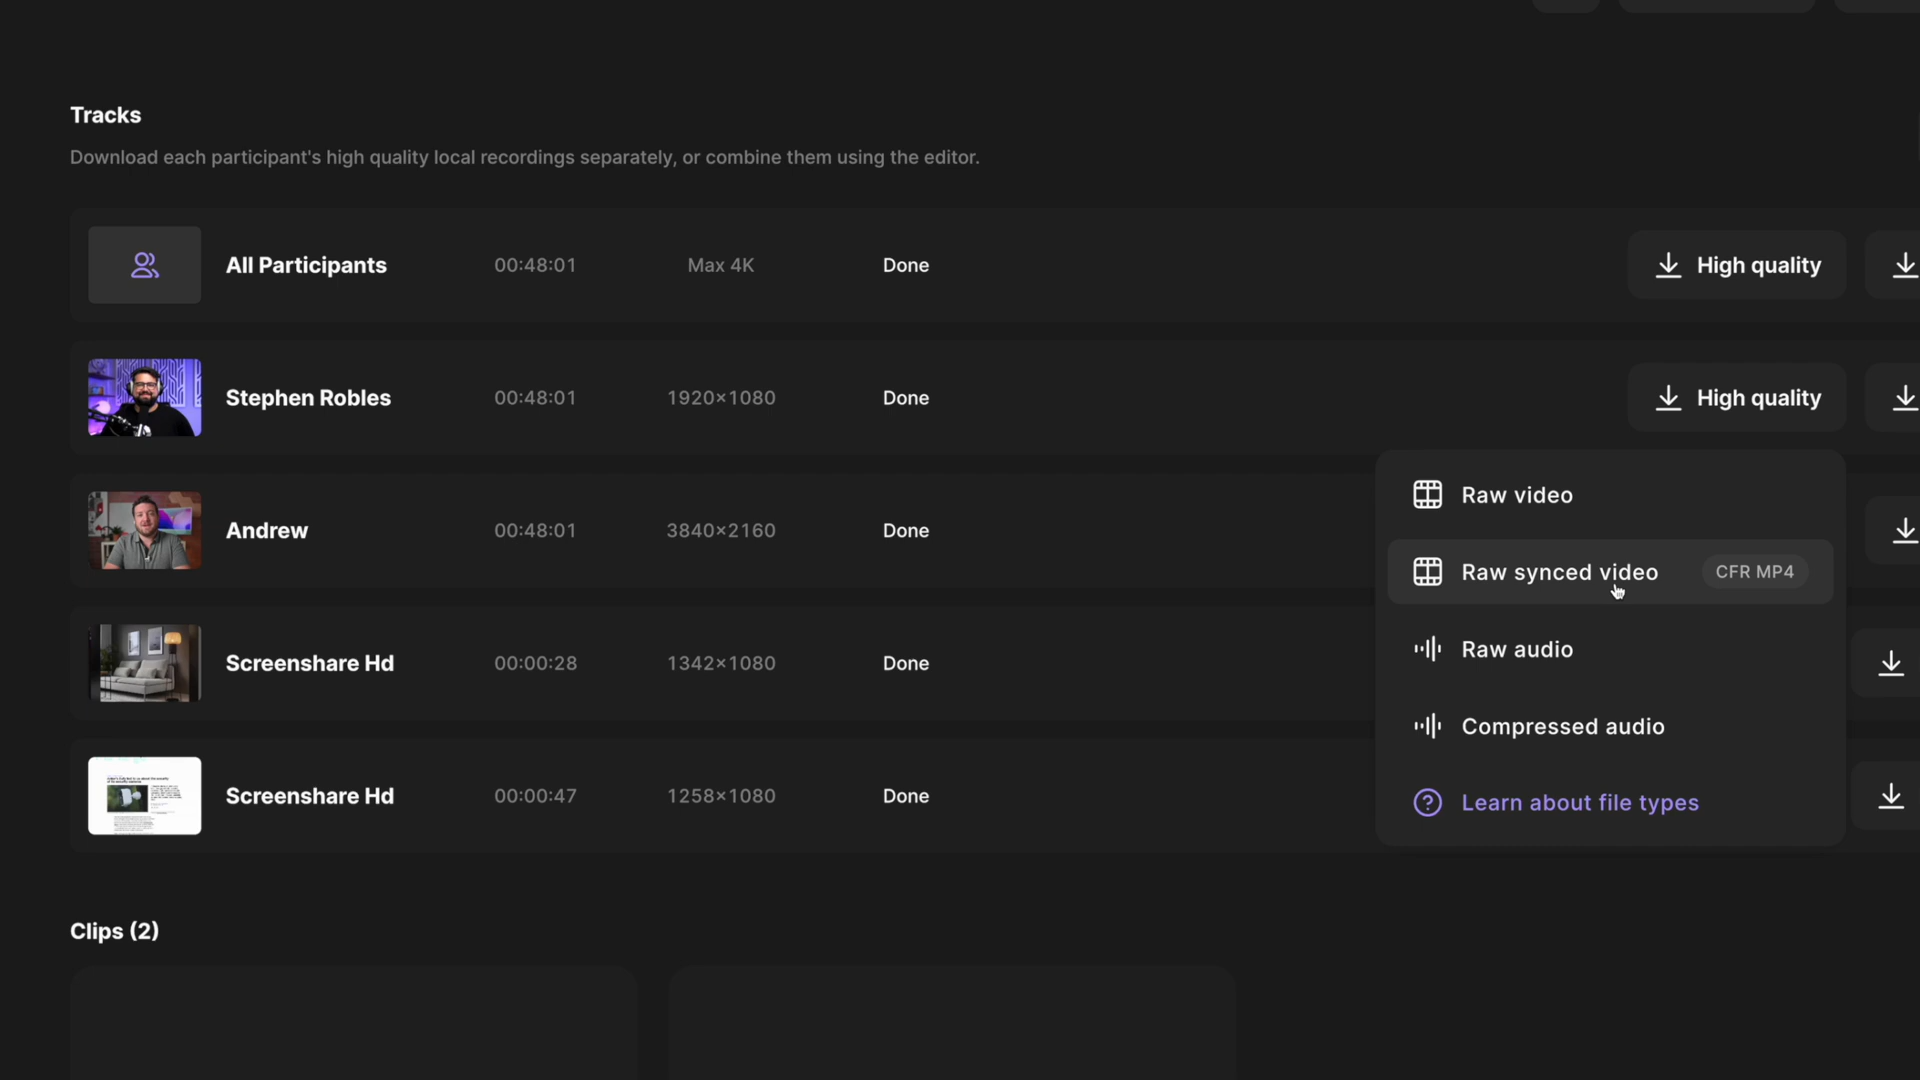 Tracks
Download each participant's high quality local recordings separately, or combine them using the editor.
All Participants 00:48:01 Max 4K Done High quality
Stephen Robles 00:48:01 1920×1080 Done High quality
Andrew 00:48:01 3840×2160 Done
Screenshare Hd 00:00:28 1342×1080 Done
Screenshare Hd 00:00:47 1258×1080 Done
Raw video
Raw synced video CFR MP4
Raw audio
Compressed audio
Learn about file types
Clips (2)